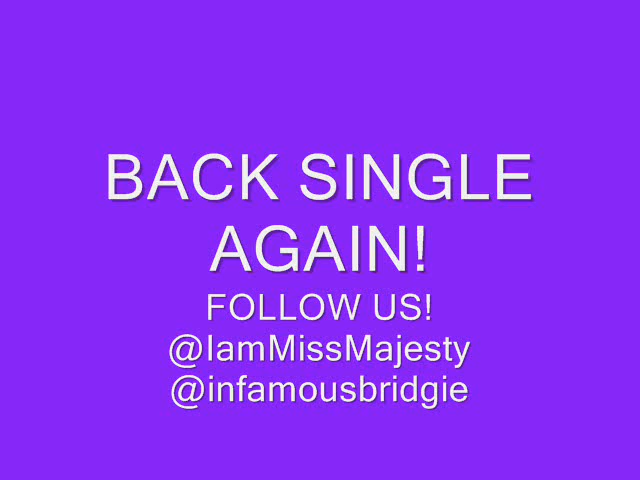 BACK SINGLE
AGAIN!
FOLLOW US!
@IamMissMajesty
@infamousbridgie